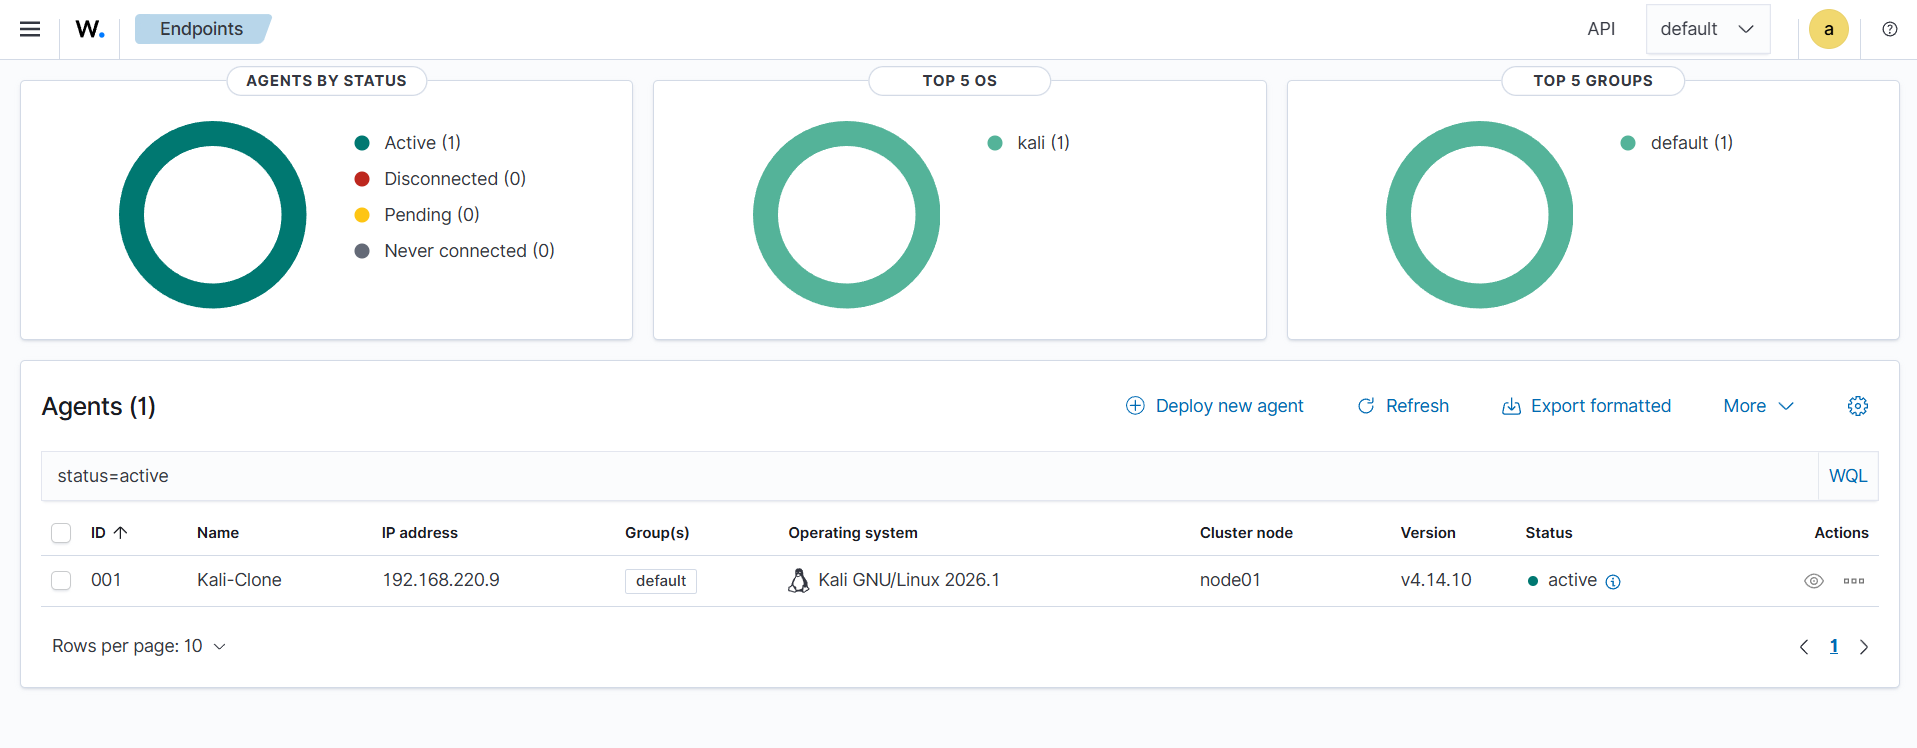 W. Endpoints API default a
AGENTS BY STATUS
Active (1)
Disconnected (0)
Pending (0)
Never connected (0)
TOP 5 OS
kali (1)
TOP 5 GROUPS
default (1)
Agents (1) Deploy new agent Refresh Export formatted More
status=active WQL
ID Name IP address Group(s) Operating system Cluster node Version Status Actions
001 Kali-Clone 192.168.220.9 default Kali GNU/Linux 2026.1 node01 v4.14.10 active
Rows per page: 10 1